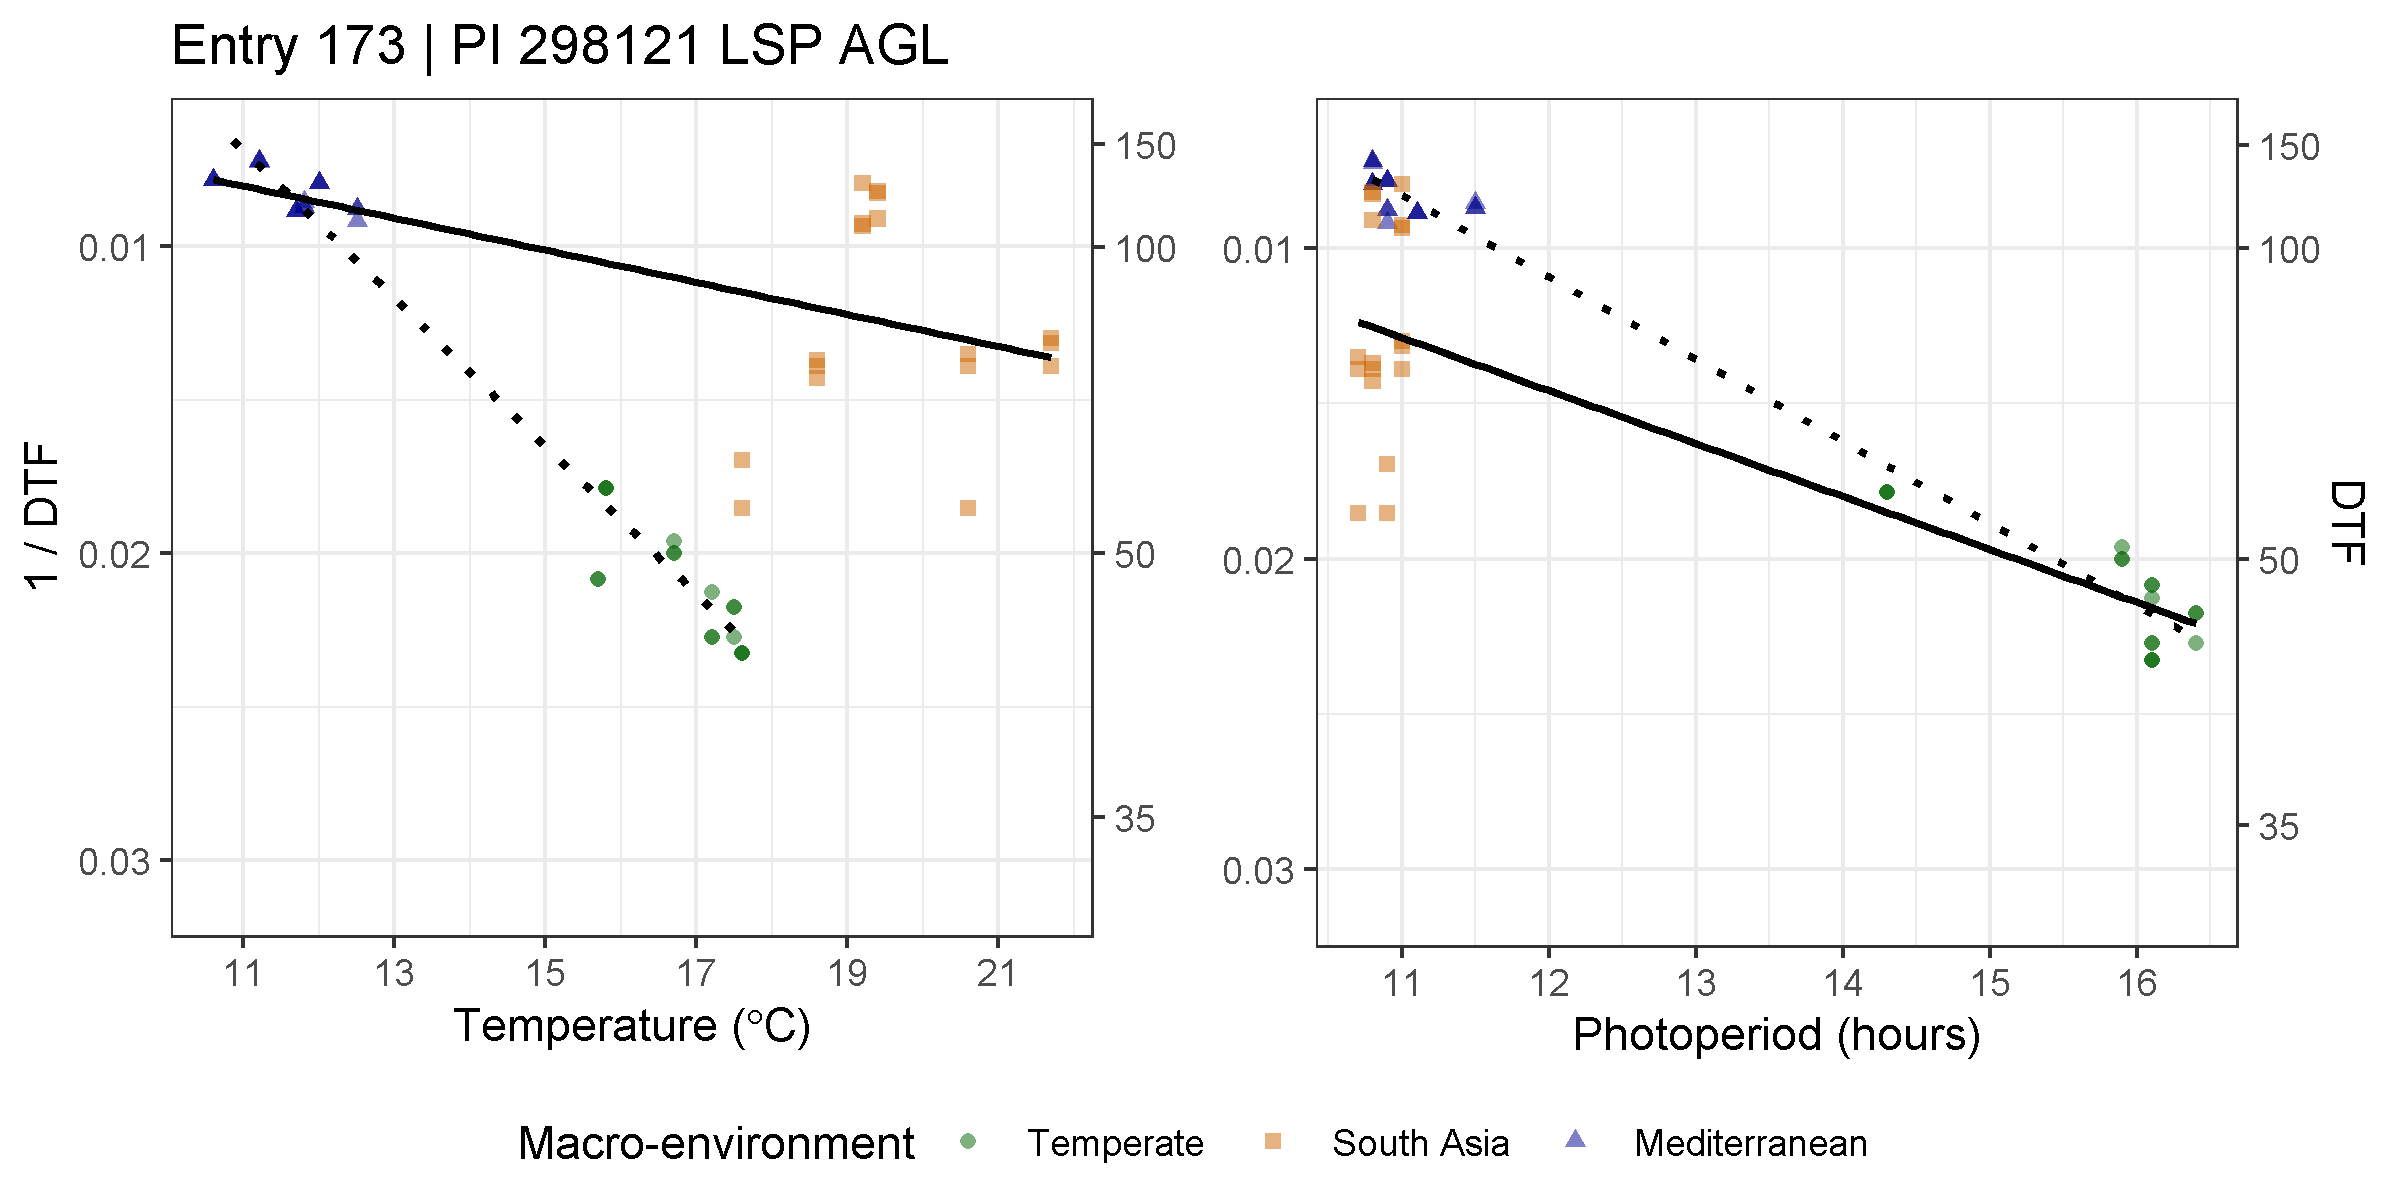 Entry 173 | PI 298121 LSP AGL
1 / DTF
0.01
0.02
0.03
150
100
50
35
11 13 15 17 19 21
Temperature (°C)
0.01
0.02
0.03
150
100
50
35
DTF
11 12 13 14 15 16
Photoperiod (hours)
Macro-environment Temperate South Asia Mediterranean